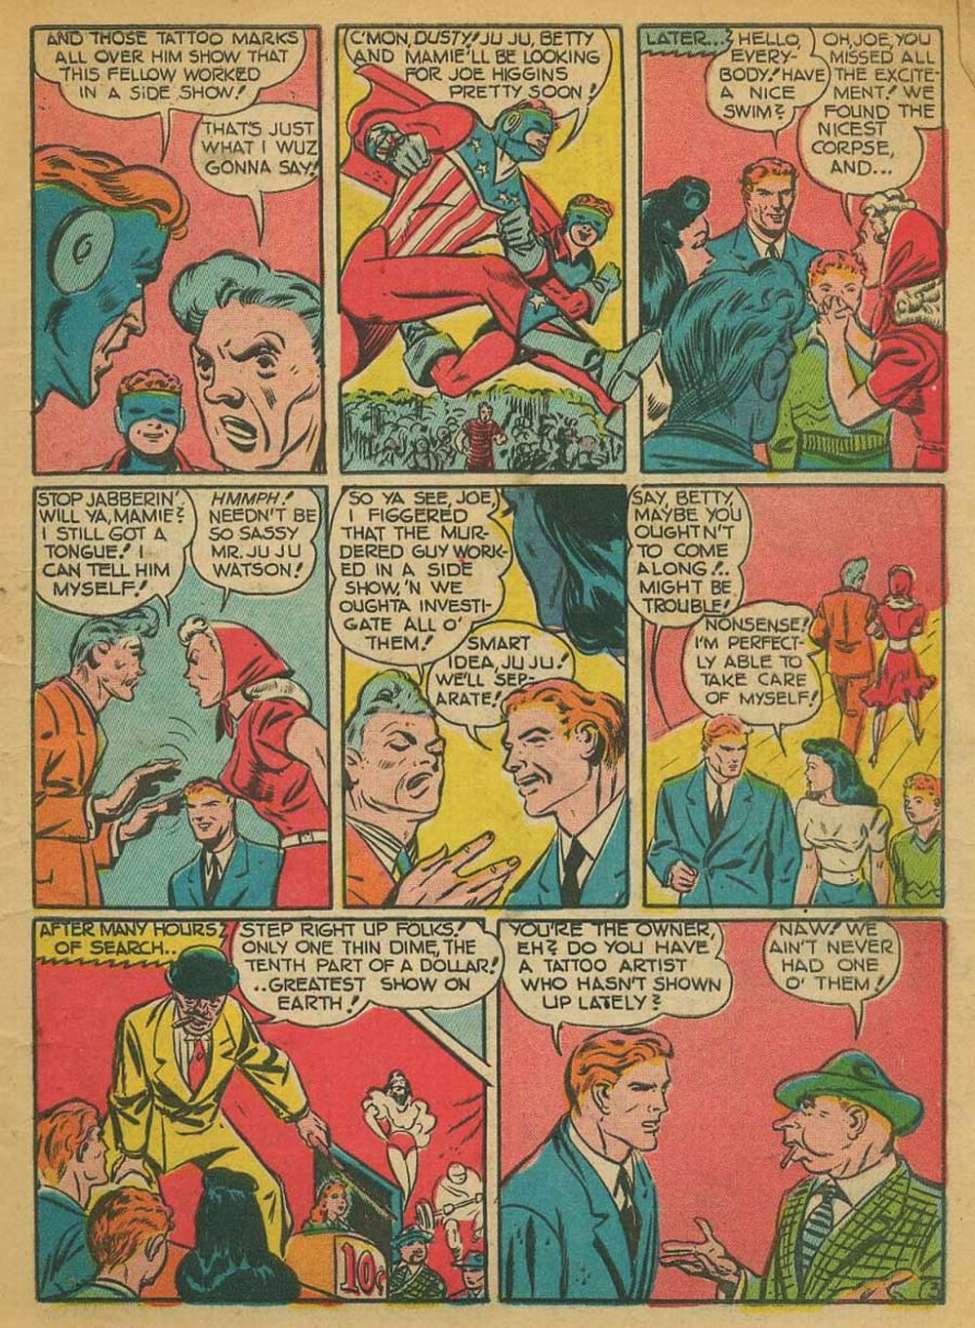 AND THOSE TATTOO MARKS
ALL OVER HIM SHOW THAT
THIS FELLOW WORKED
IN A SIDE SHOW!
THAT'S JUST
WHAT I WUZ
GONNA SAY!
C'MON, DUSTY! JU JU, BETTY
AND MAMIE'LL BE LOOKING
FOR JOE HIGGINS
PRETTY SOON!
LATER...
HELLO,
EVERY-
BODY! HAVE
A NICE
SWIM?
OH, JOE, YOU
MISSED ALL
THE EXCITE-
MENT! WE
FOUND THE
NICEST
CORPSE,
AND...
STOP JABBERIN'
WILL YA, MAMIE?
I STILL GOT A
TONGUE! I
CAN TELL HIM
MYSELF!
HMMPH!
NEEDN'T BE
SO SASSY
MR. JU JU
WATSON!
SO YA SEE, JOE,
I FIGGERED
THAT THE MUR-
DERED GUY WORK-
ED IN A SIDE
SHOW, 'N WE
OUGHTA INVESTI-
GATE ALL O'
THEM!
SMART
IDEA, JU JU!
WE'LL SEP-
ARATE!
SAY, BETTY,
MAYBE YOU
OUGHTN'T
TO COME
ALONG!..
MIGHT BE
TROUBLE!
NONSENSE!
I'M PERFECT-
LY ABLE TO
TAKE CARE
OF MYSELF!
AFTER MANY HOURS
OF SEARCH..
STEP RIGHT UP FOLKS!
ONLY ONE THIN DIME, THE
TENTH PART OF A DOLLAR!
..GREATEST SHOW ON
EARTH!
10¢
YOU'RE THE OWNER,
EH? DO YOU HAVE
A TATTOO ARTIST
WHO HASN'T SHOWN
UP LATELY?
NAW! WE
AIN'T NEVER
HAD ONE
O' THEM!